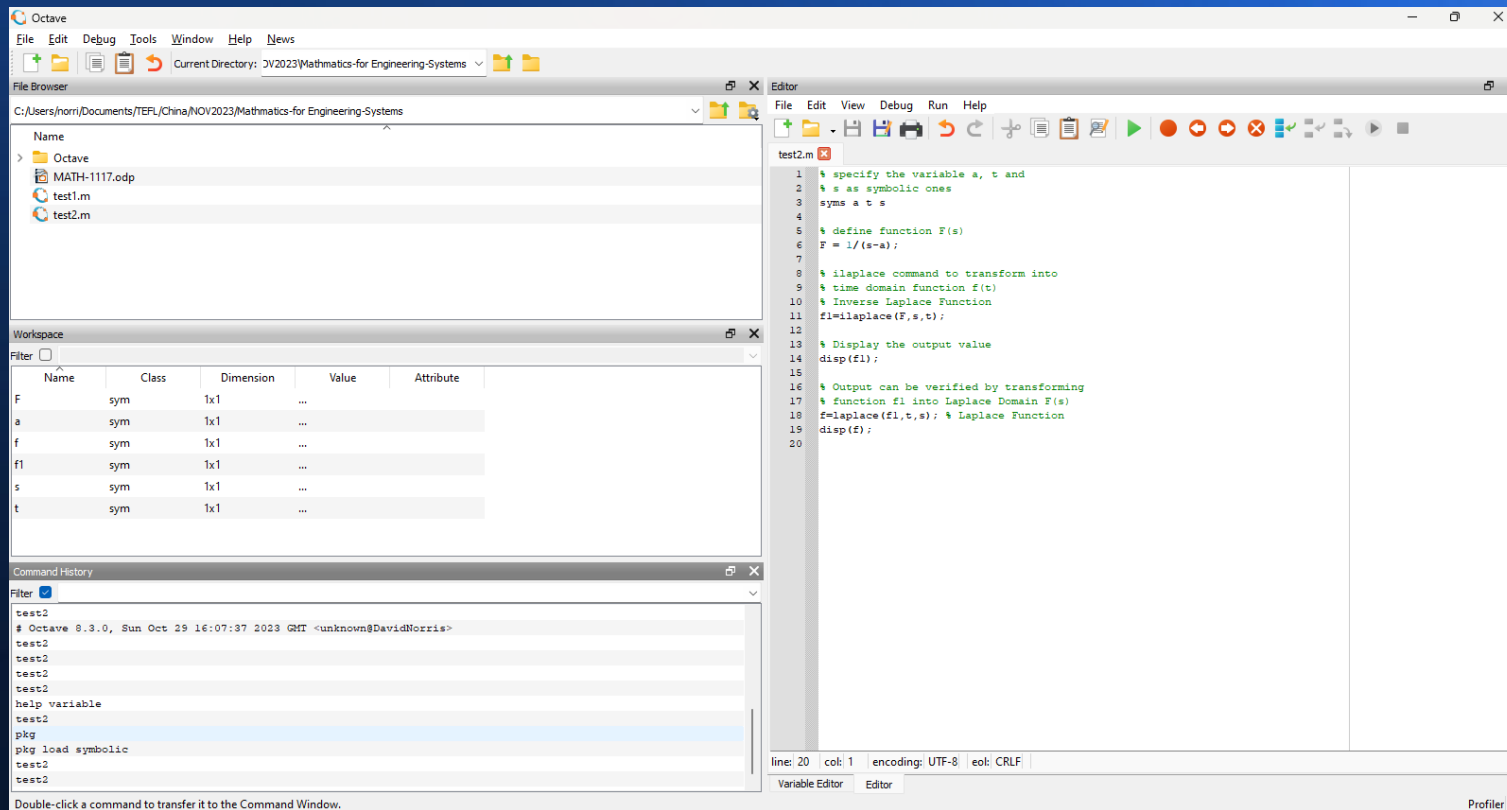 Octave
File Edit Debug Tools Window Help News
Current Directory: OV2023\Mathmatics-for Engineering-Systems
File Browser
C:/Users/norri/Documents/TEFL/China/NOV2023/Mathmatics-for Engineering-Systems
Name
Octave
MATH-1117.odp
test1.m
test2.m
Workspace
Filter
Name Class Dimension Value Attribute
F sym 1x1 ...
a sym 1x1 ...
f sym 1x1 ...
f1 sym 1x1 ...
s sym 1x1 ...
t sym 1x1 ...
Command History
Filter
test2
# Octave 8.3.0, Sun Oct 29 16:07:37 2023 GMT <unknown@DavidNorris>
test2
test2
test2
test2
help variable
test2
pkg
pkg load symbolic
test2
test2
Double-click a command to transfer it to the Command Window.
Editor
File Edit View Debug Run Help
test2.m
1 % specify the variable a, t and
2 % s as symbolic ones
3 syms a t s
4
5 % define function F(s)
6 F = 1/(s-a);
7
8 % ilaplace command to transform into
9 % time domain function f(t)
10 % Inverse Laplace Function
11 f1=ilaplace(F,s,t);
12
13 % Display the output value
14 disp(f1);
15
16 % Output can be verified by transforming
17 % function f1 into Laplace Domain F(s)
18 f=laplace(f1,t,s); % Laplace Function
19 disp(f);
20
line: 20 col: 1 encoding: UTF-8 eol: CRLF
Variable Editor Editor
Profiler